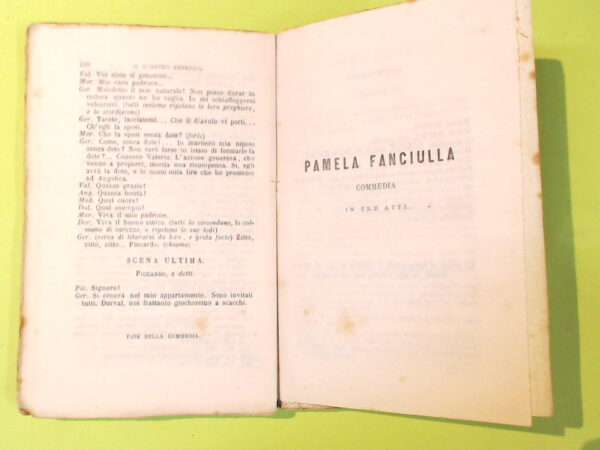 IL BURBERO BENEFICO.
Val. Voi siete sì generoso...
Mar. Mio caro padrone...
Ger. Maledetto il mio naturale! Non posso durar in
collera quanto ne ho voglia. Io mi schiaffeggerei
volentieri. (tutti insieme ripetono le loro preghiere,
e lo stordiscono)
Ger. Tacete, lasciatemi... Che il diavolo vi porti...
Ch'egli la sposi.
Mar. Che la sposi senza dote? (forte)
Ger. Come, senza dote?... Io mariterò mia nipote
senza dote? Non sarò forse in istato di formarle la
dote?.. Conosco Valerio. L'azione generosa, che
venne a proporvi, merita una ricompensa. Sì, egli
avrà la dote, e le cento mila lire che ho promesse
ad Angelica.
Val. Quante grazie!
Ang. Quanta bontà!
Mad. Qual cuore!
Dal. Qual esempio!
Mar. Viva il mio padrone.
Dor. Viva il buono amico. (tutti lo circondano, lo col-
mano di carezze, e ripetono le sue lodi)
Ger. (cerca di liberarsi da loro, e grida forte) Zitto,
zitto, zitto... Piccardo. (chiama)
SCENA ULTIMA.
Piccardo, e detti.
Pic. Signore!
Ger. Si cenerà nel mio appartamento. Sono invitati
tutti. Dorval, noi frattanto giocheremo a scacchi.
FINE DELLA COMMEDIA.
PAMELA FANCIULLA
COMMEDIA
IN TRE ATTI..